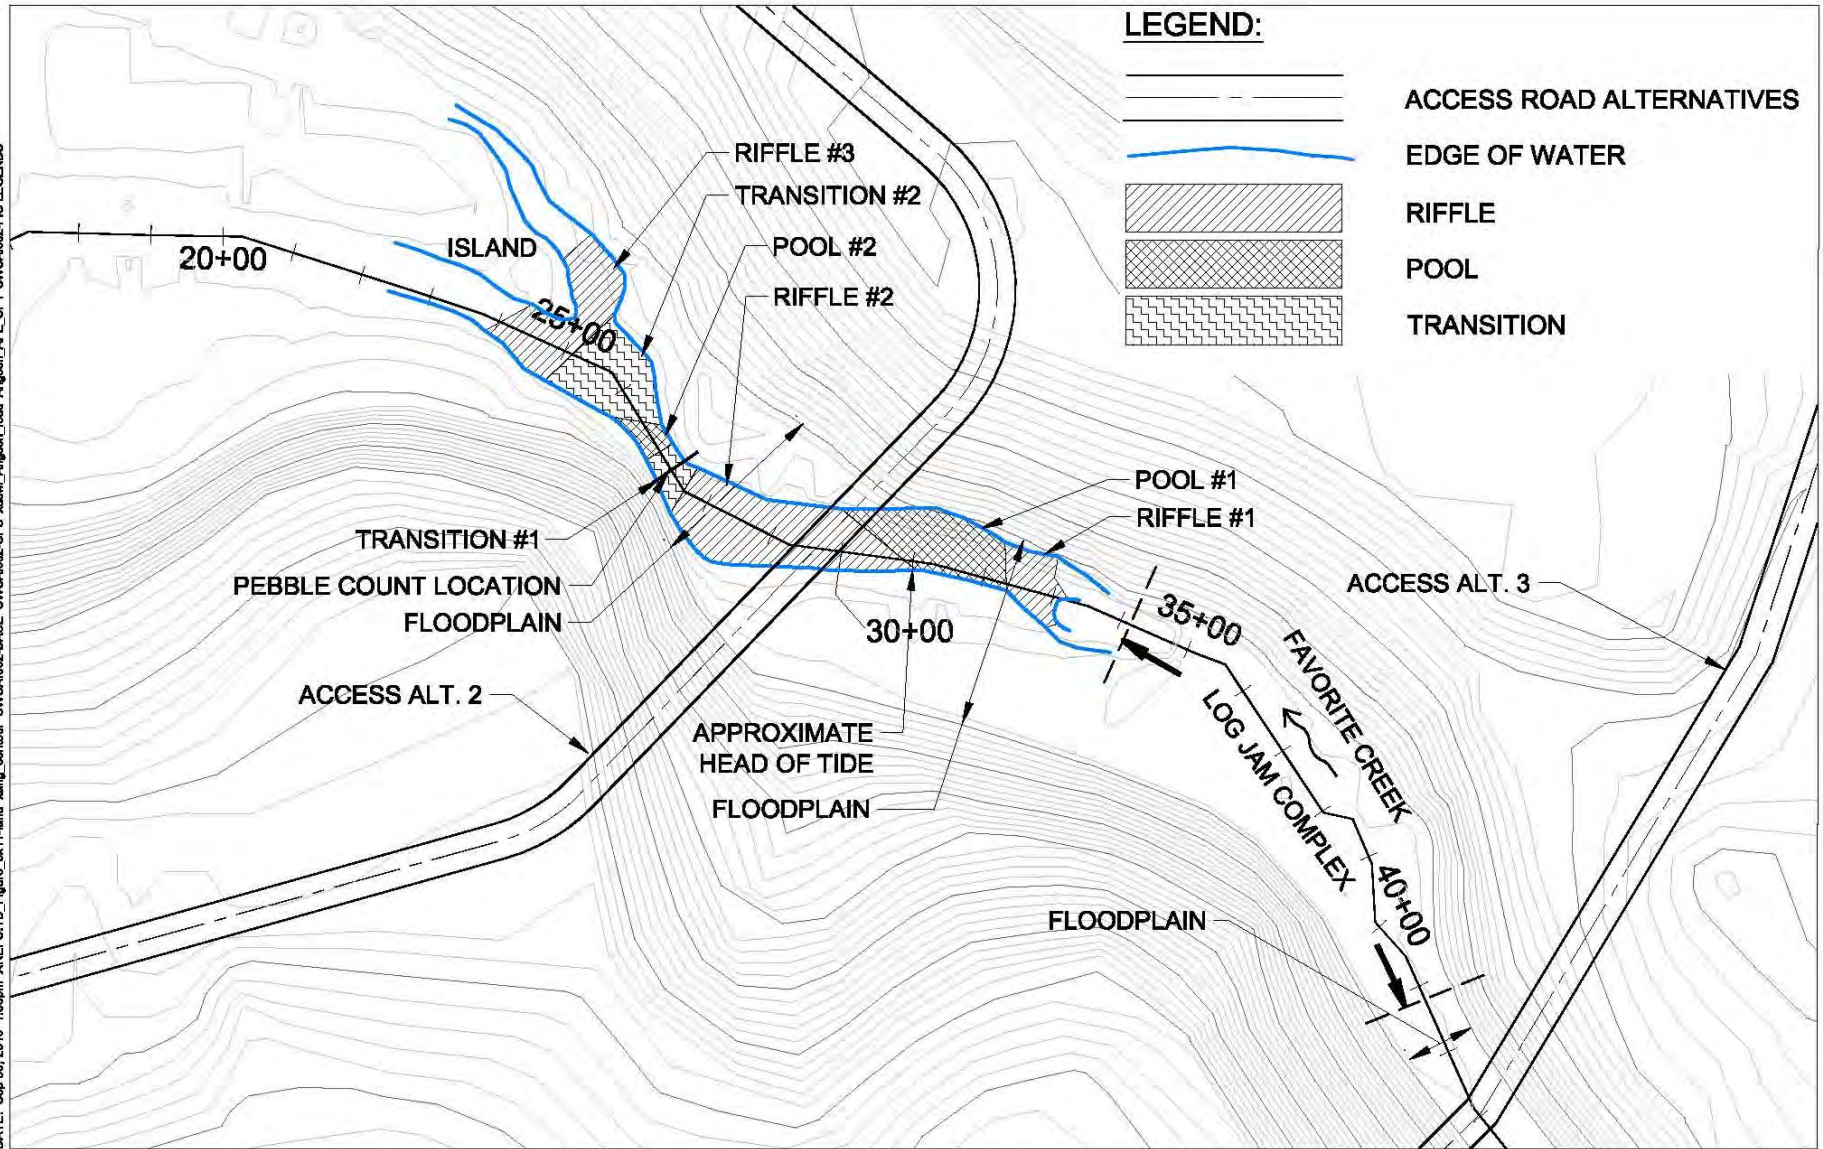 LEGEND:
ACCESS ROAD ALTERNATIVES
EDGE OF WATER
RIFFLE
POOL
TRANSITION
RIFFLE #3
TRANSITION #2
POOL #2
RIFFLE #2
ISLAND
20+00
25+00
POOL #1
RIFFLE #1
TRANSITION #1
PEBBLE COUNT LOCATION
FLOODPLAIN
30+00
35+00
ACCESS ALT. 3
FAVORITE CREEK
LOG JAM COMPLEX
ACCESS ALT. 2
APPROXIMATE
HEAD OF TIDE
FLOODPLAIN
40+00
FLOODPLAIN